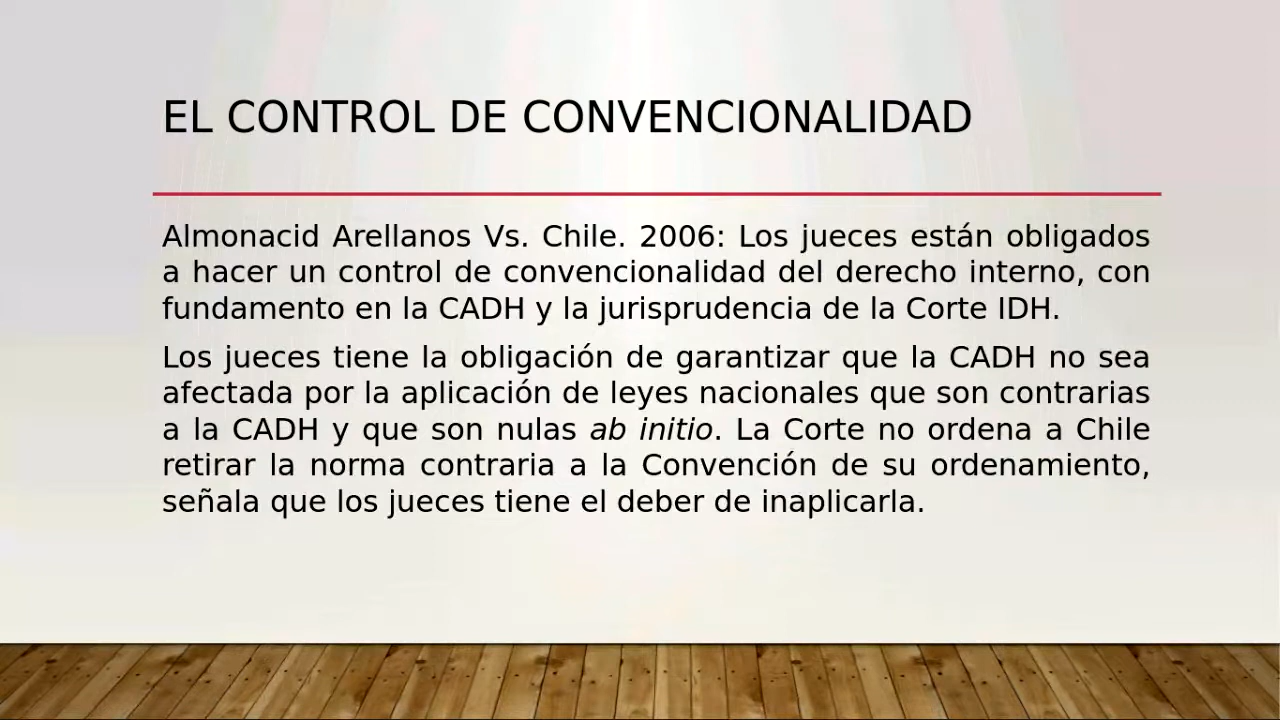 EL CONTROL DE CONVENCIONALIDAD
Almonacid Arellanos Vs. Chile. 2006: Los jueces están obligados
a hacer un control de convencionalidad del derecho interno, con
fundamento en la CADH y la jurisprudencia de la Corte IDH.
Los jueces tiene la obligación de garantizar que la CADH no sea
afectada por la aplicación de leyes nacionales que son contrarias
a la CADH y que son nulas ab initio. La Corte no ordena a Chile
retirar la norma contraria a la Convención de su ordenamiento,
señala que los jueces tiene el deber de inaplicarla.